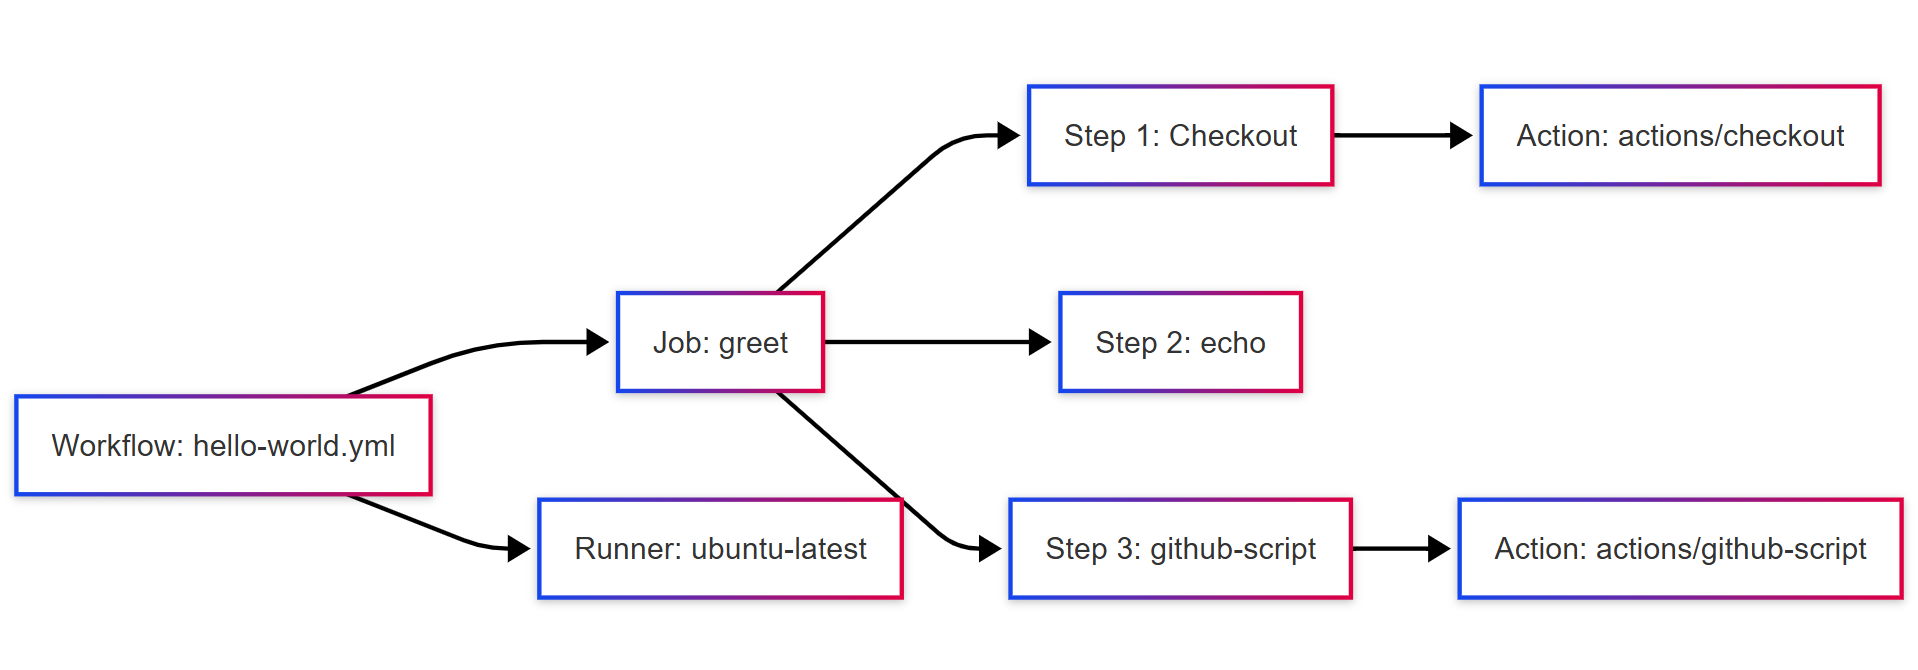 Step 1: Checkout
Action: actions/checkout
Job: greet
Step 2: echo
Workflow: hello-world.yml
Runner: ubuntu-latest
Step 3: github-script
Action: actions/github-script